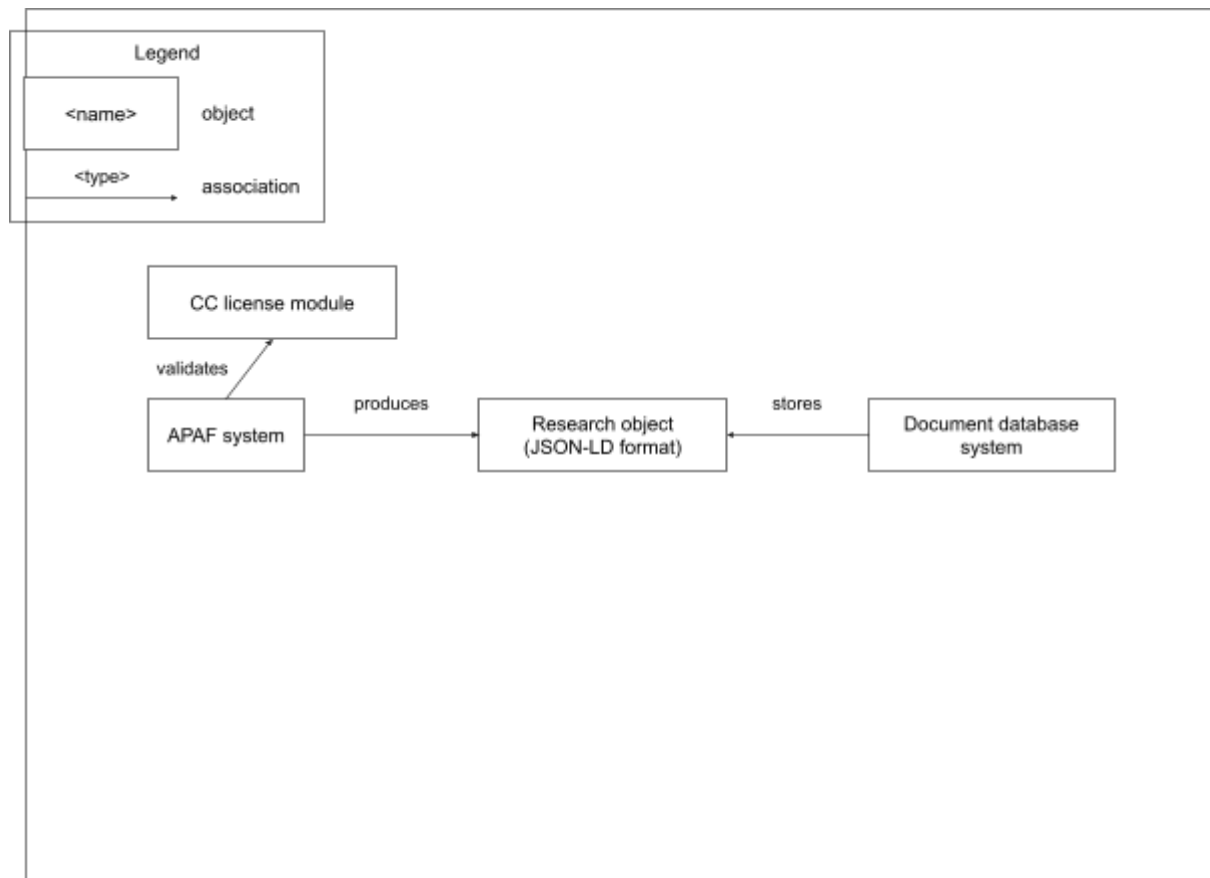 Legend
<name>
object
<type>
association
CC license module
validates
APAF system
produces
Research object
(JSON-LD format)
stores
Document database
system